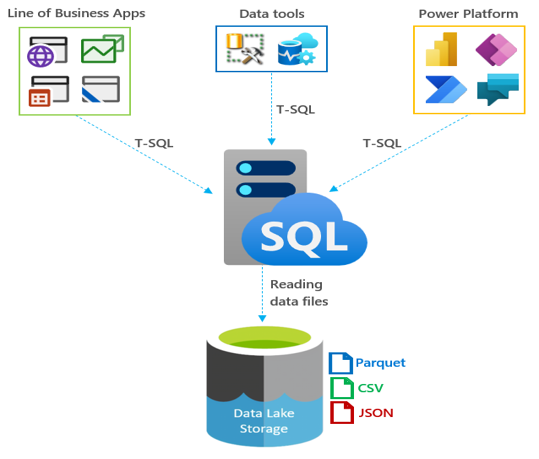 Line of Business Apps
Data tools
Power Platform
T-SQL
T-SQL
T-SQL
SQL
Reading
data files
Parquet
CSV
JSON
Data Lake
Storage